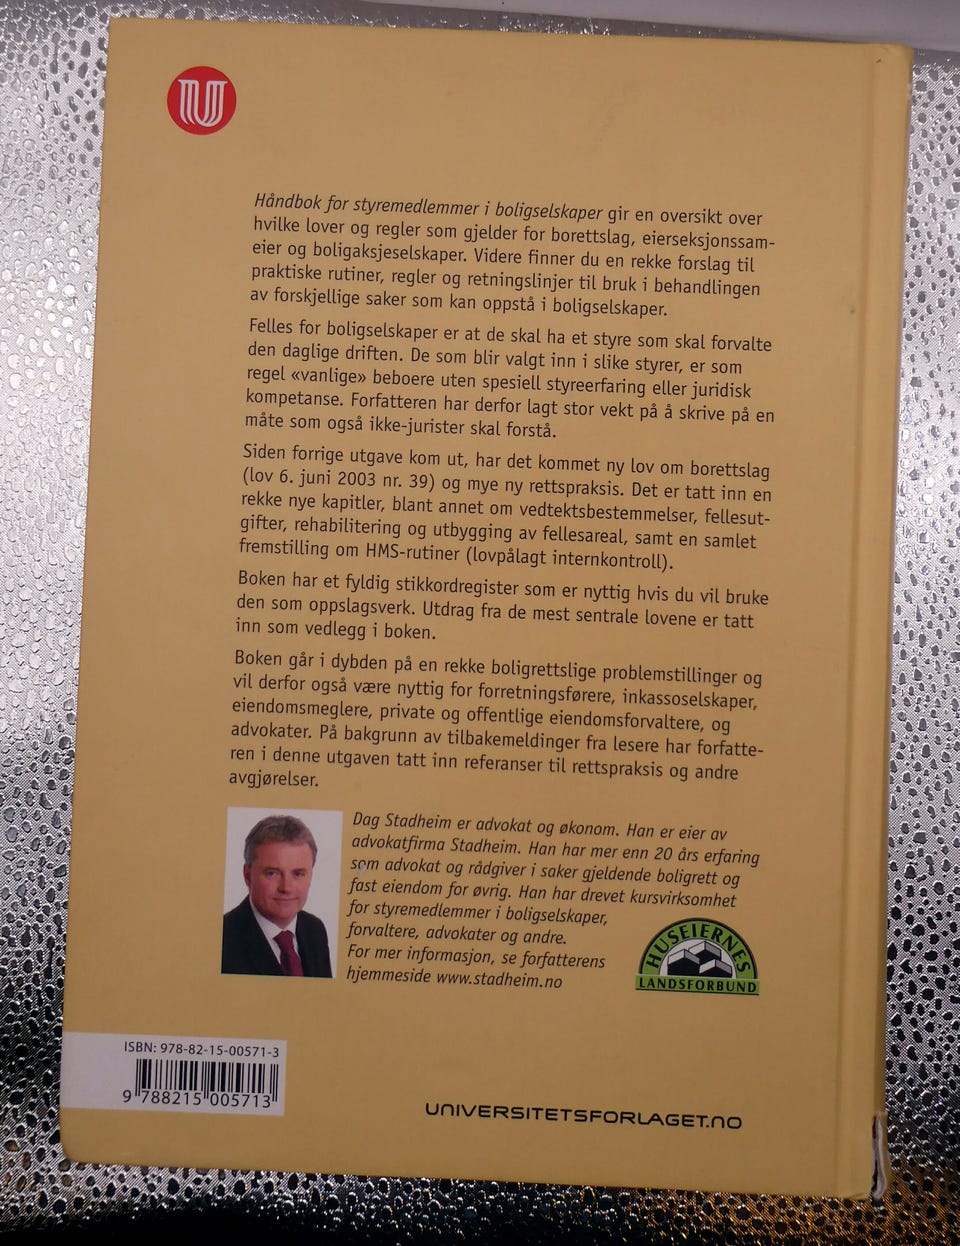 U
Håndbok for styremedlemmer i boligselskaper gir en oversikt over
hvilke lover og regler som gjelder for borettslag, eierseksjonssam-
eier og boligaksjeselskaper. Videre finner du en rekke forslag til
praktiske rutiner, regler og retningslinjer til bruk i behandlingen
av forskjellige saker som kan oppstå i boligselskaper.
Felles for boligselskaper er at de skal ha et styre som skal forvalte
den daglige driften. De som blir valgt inn i slike styrer, er som
regel «vanlige» beboere uten spesiell styreerfaring eller juridisk
kompetanse. Forfatteren har derfor lagt stor vekt på å skrive på en
måte som også ikke-jurister skal forstå.
Siden forrige utgave kom ut, har det kommet ny lov om borettslag
(lov 6. juni 2003 nr. 39) og mye ny rettspraksis. Det er tatt inn en
rekke nye kapitler, blant annet om vedtektsbestemmelser, fellesut-
gifter, rehabilitering og utbygging av fellesareal, samt en samlet
fremstilling om HMS-rutiner (lovpålagt internkontroll).
Boken har et fyldig stikkordregister som er nyttig hvis du vil bruke
den som oppslagsverk. Utdrag fra de mest sentrale lovene er tatt
inn som vedlegg i boken.
Boken går i dybden på en rekke boligrettslige problemstillinger og
vil derfor også være nyttig for forretningsførere, inkassoselskaper,
eiendomsmeglere, private og offentlige eiendomsforvaltere, og
advokater. På bakgrunn av tilbakemeldinger fra lesere har forfatte-
ren i denne utgaven tatt inn referanser til rettspraksis og andre
avgjørelser.
Dag Stadheim er advokat og økonom. Han er eier av
advokatfirma Stadheim. Han har mer enn 20 års erfaring
som advokat og rådgiver i saker gjeldende boligrett og
fast eiendom for øvrig. Han har drevet kursvirksomhet
for styremedlemmer i boligselskaper,
forvaltere, advokater og andre.
For mer informasjon, se forfatterens
hjemmeside www.stadheim.no
HUSEIERNES
LANDSFORBUND
ISBN: 978-82-15-00571-3
9 788215 005713
UNIVERSITETSFORLAGET.NO